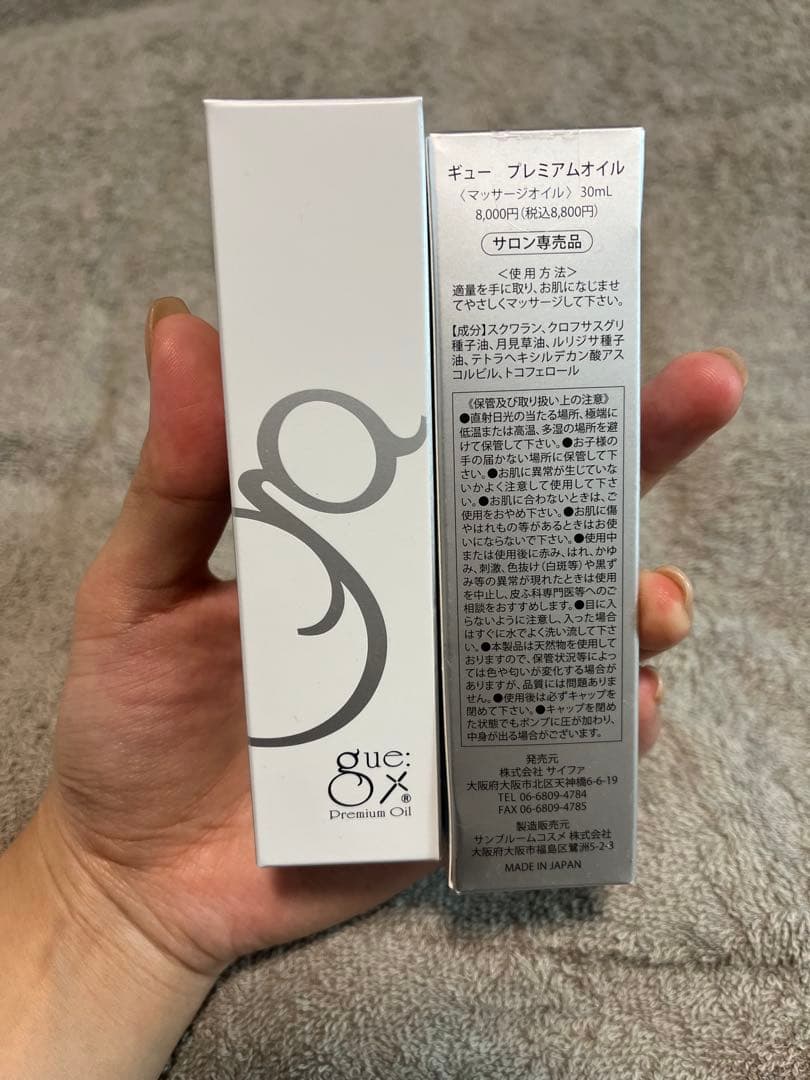 gue:
®
Premium Oil
ギュー プレミアムオイル
〈マッサージオイル〉 30mL
8,000円(税込8,800円)
サロン専売品
＜使用方法＞
適量を手に取り、お肌になじませ
てやさしくマッサージして下さい。
【成分】スクワラン、クロフサスグリ
種子油、月見草油、ルリジサ種子
油、テトラヘキシルデカン酸アス
コルビル、トコフェロール
《保管及び取り扱い上の注意》
●直射日光の当たる場所、極端に
低温または高温、多湿の場所を避
けて保管して下さい。●お子様の
手の届かない場所に保管して下
さい。●お肌に異常が生じていな
いかよく注意して使用して下さ
い。●お肌に合わないときは、ご
使用をおやめ下さい。●お肌に傷
やはれもの等があるときはお使
いにならないで下さい。●使用中
または使用後に赤み、はれ、かゆ
み、刺激、色抜け(白斑等)や黒ず
み等の異常が現れたときは使用
を中止し、皮ふ科専門医等へのご
相談をおすすめします。●目に入
らないように注意し、入った場合
はすぐに水でよく洗い流して下さ
い。●本製品は天然物を使用して
おりますので、保管状況等によっ
ては色や匂いが変化する場合が
ありますが、品質には問題ありま
せん。●使用後は必ずキャップを
閉めて下さい。●キャップを閉め
た状態でもポンプに圧が加わり、
中身が出る場合がございます。
発売元
株式会社 サイファ
大阪府大阪市北区天神橋6-6-19
TEL 06-6809-4784
FAX 06-6809-4785
製造販売元
サンブルームコスメ 株式会社
大阪府大阪市福島区鷺洲5-2-3
MADE IN JAPAN